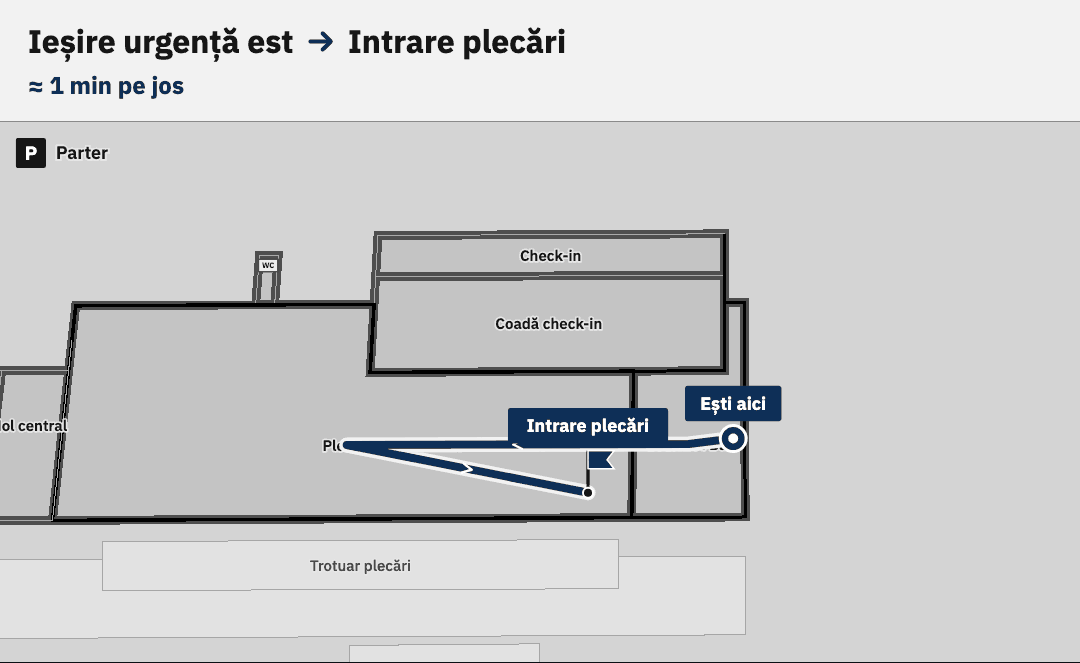 Ieșire urgență est → Intrare plecări
≈ 1 min pe jos
P Parter
Check-in
WC
Coadă check-in
Ești aici
Intrare plecări
central
Trotuar plecări